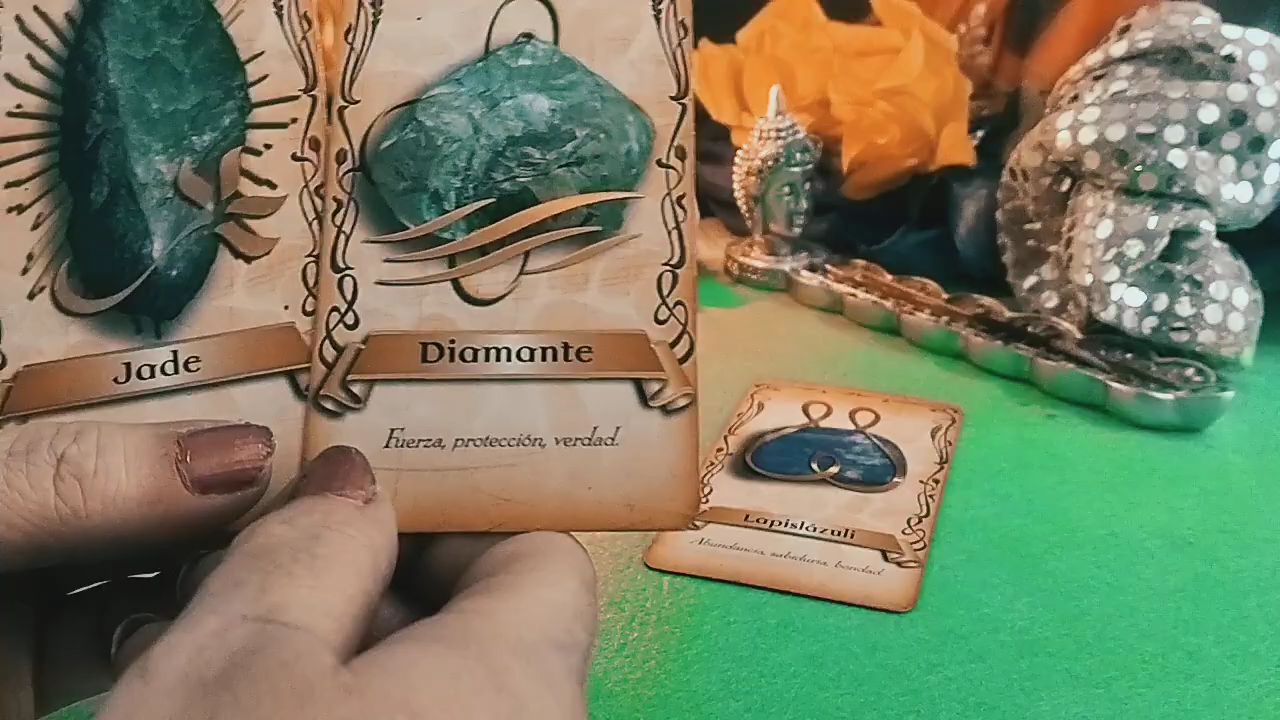 Jade
Diamante
Fuerza, protección, verdad.
Lapislázuli
Abundancia, sabiduría, bondad.